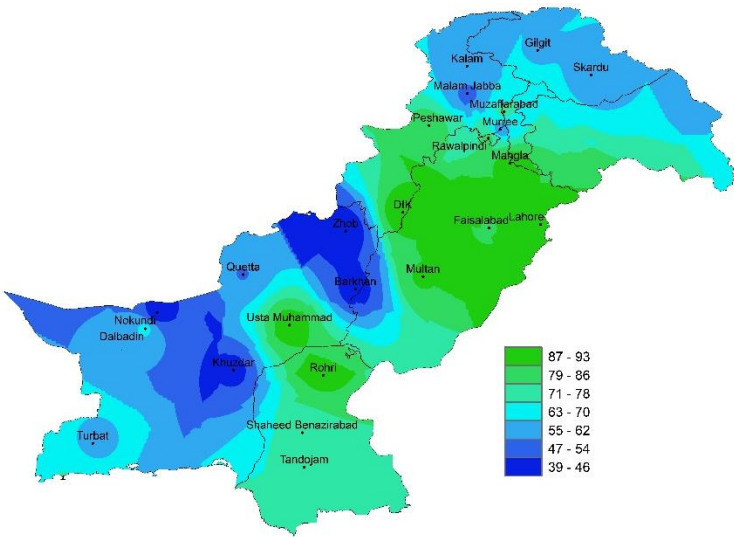 Gilgit
Kalam
Skardu
Malam Jabba
Muzaffarabad
Peshawar
Murree
Rawalpindi
Mangla
DIK
Faisalabad
Lahore
Zhob
Quetta
Multan
Barkhan
Nokundi
Usta Muhammad
Dalbadin
Khuzdar
Rohri
Shaheed Benazirabad
Turbat
Tandojam
87 - 93
79 - 86
71 - 78
63 - 70
55 - 62
47 - 54
39 - 46